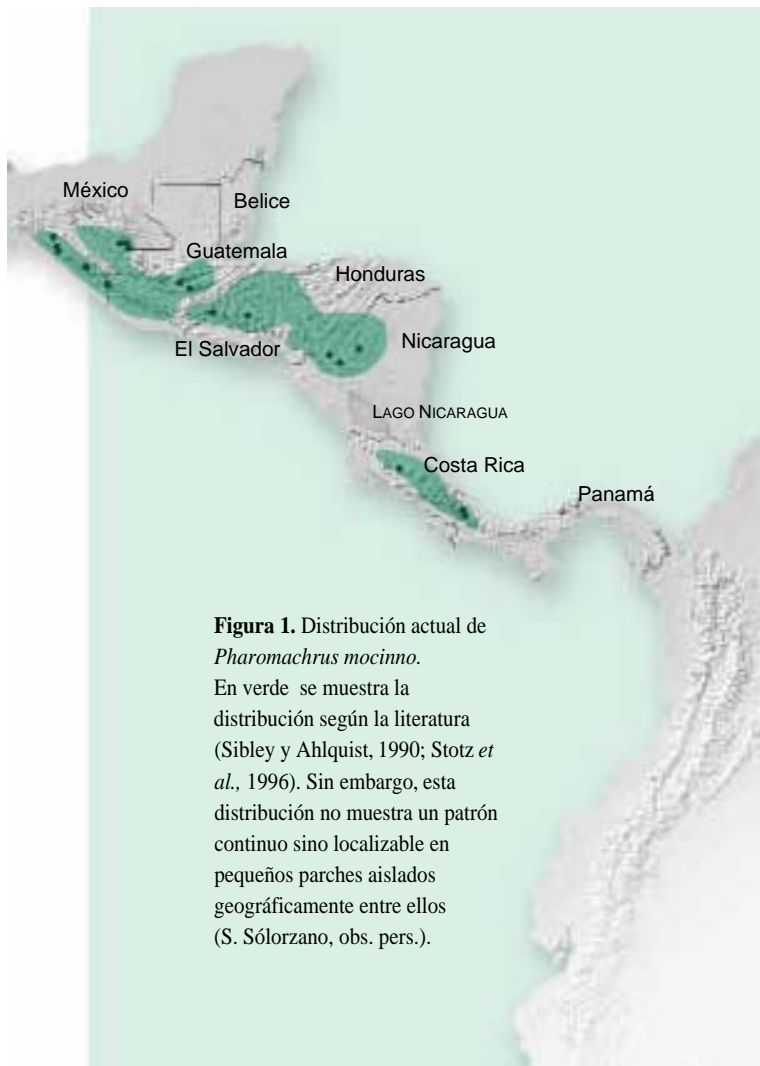 México
Belice
Guatemala
Honduras
El Salvador
Nicaragua
LAGO NICARAGUA
Costa Rica
Panamá
Figura 1. Distribución actual de
Pharomachrus mocinno.
En verde se muestra la
distribución según la literatura
(Sibley y Ahlquist, 1990; Stotz et
al., 1996). Sin embargo, esta
distribución no muestra un patrón
continuo sino localizable en
pequeños parches aislados
geográficamente entre ellos
(S. Sólorzano, obs. pers.).